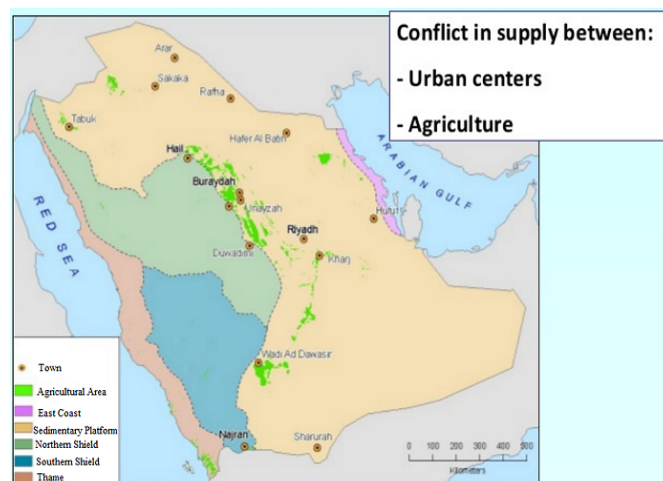 Conflict in supply between:
- Urban centers
- Agriculture
Arar
Sakaka
Rafha
Tabuk
Hafer Al Batin
Hail
Buraydah
Unayzah
Riyadh
Hufuf
Duwadimi
Kharj
Wadi Ad Dawasir
Najran
Sharurah
RED SEA
ARABIAN GULF
Town
Agricultural Area
East Coast
Sedimentary Platform
Northern Shield
Southern Shield
Thame
0 100 200 300 400 500
Kilometers